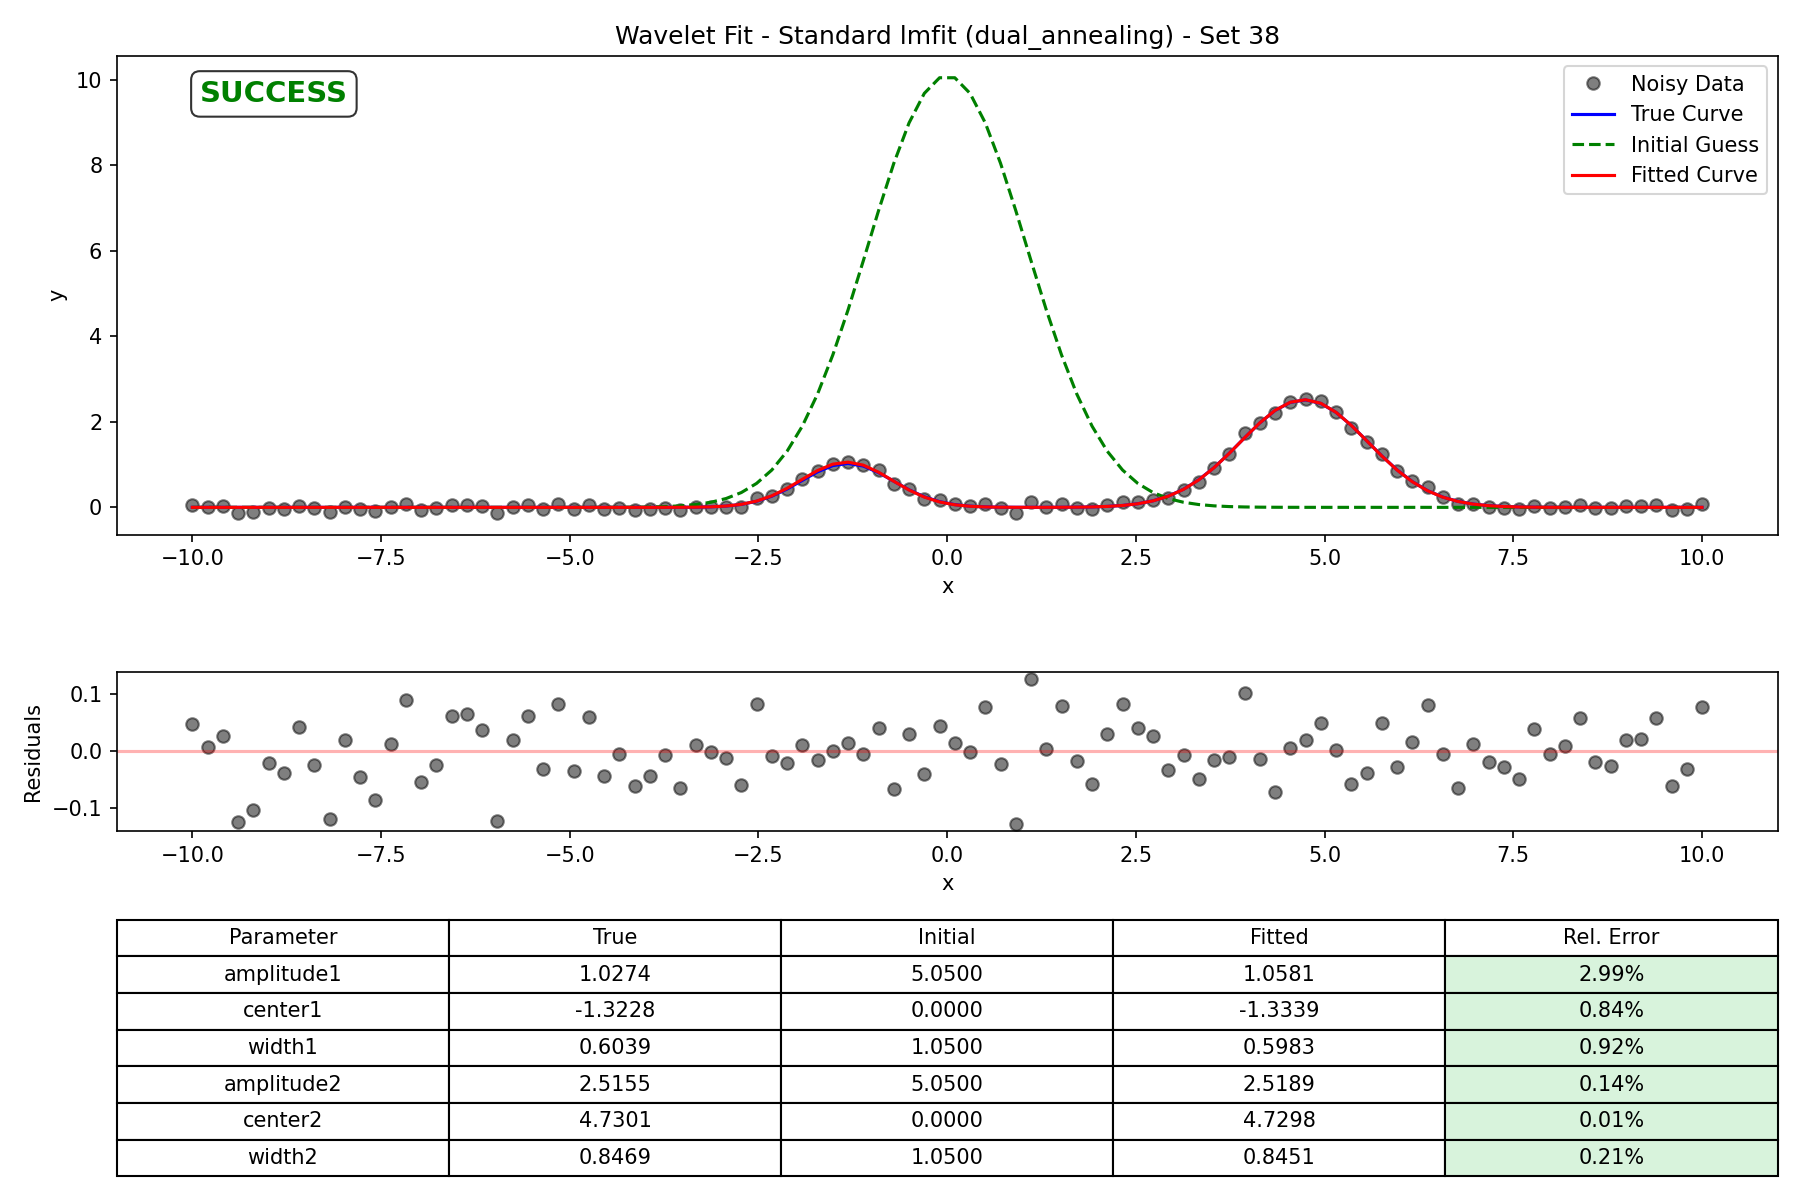 Wavelet Fit - Standard lmfit (dual_annealing) - Set 38
SUCCESS
Noisy Data
True Curve
Initial Guess
Fitted Curve
10
8
6
4
2
0
y
−10.0 −7.5 −5.0 −2.5 0.0 2.5 5.0 7.5 10.0
x
0.1
0.0
−0.1
Residuals
−10.0 −7.5 −5.0 −2.5 0.0 2.5 5.0 7.5 10.0
x
Parameter True Initial Fitted Rel. Error
amplitude1 1.0274 5.0500 1.0581 2.99%
center1 -1.3228 0.0000 -1.3339 0.84%
width1 0.6039 1.0500 0.5983 0.92%
amplitude2 2.5155 5.0500 2.5189 0.14%
center2 4.7301 0.0000 4.7298 0.01%
width2 0.8469 1.0500 0.8451 0.21%